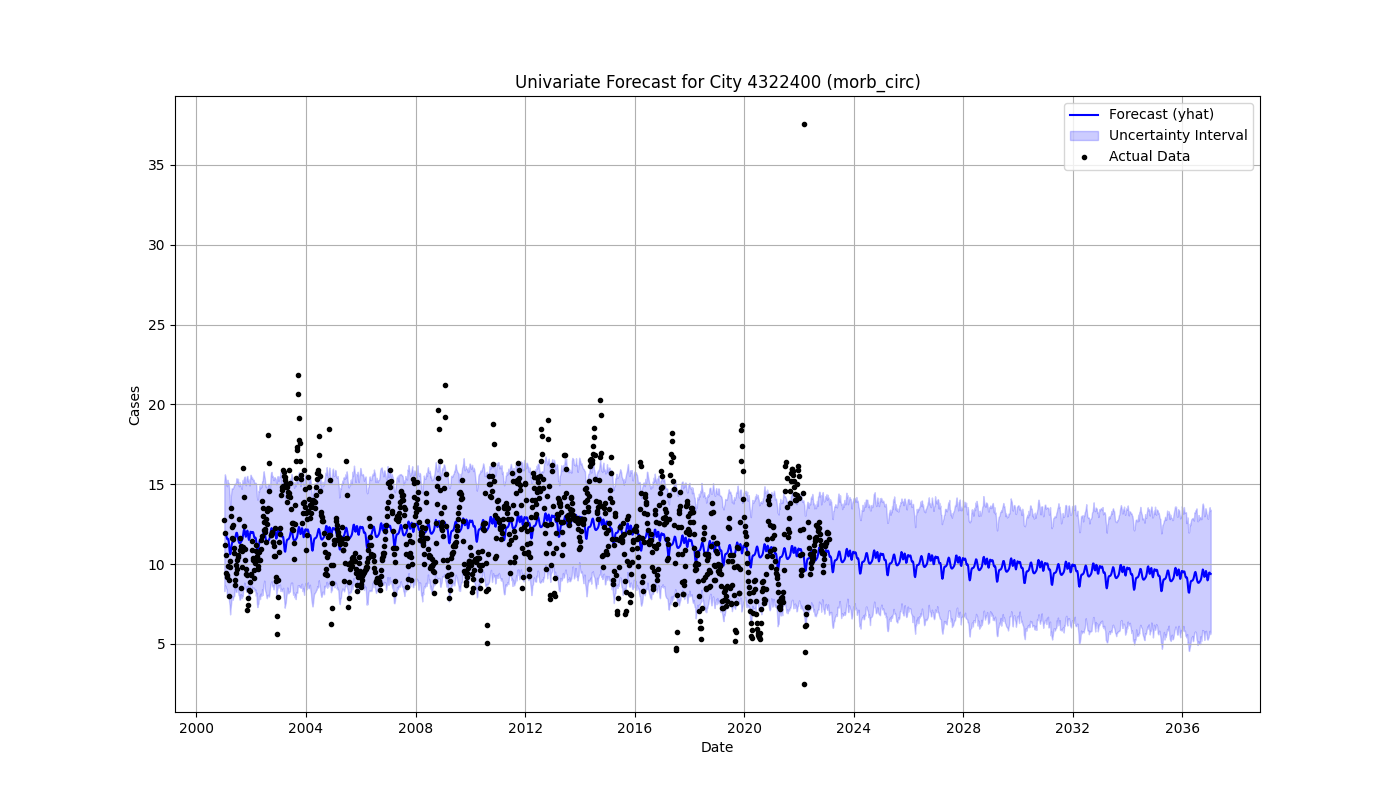 Univariate Forecast for City 4322400 (morb_circ)
Forecast (yhat)
Uncertainty Interval
Actual Data
35
30
25
20
15
10
5
Cases
2000 2004 2008 2012 2016 2020 2024 2028 2032 2036
Date